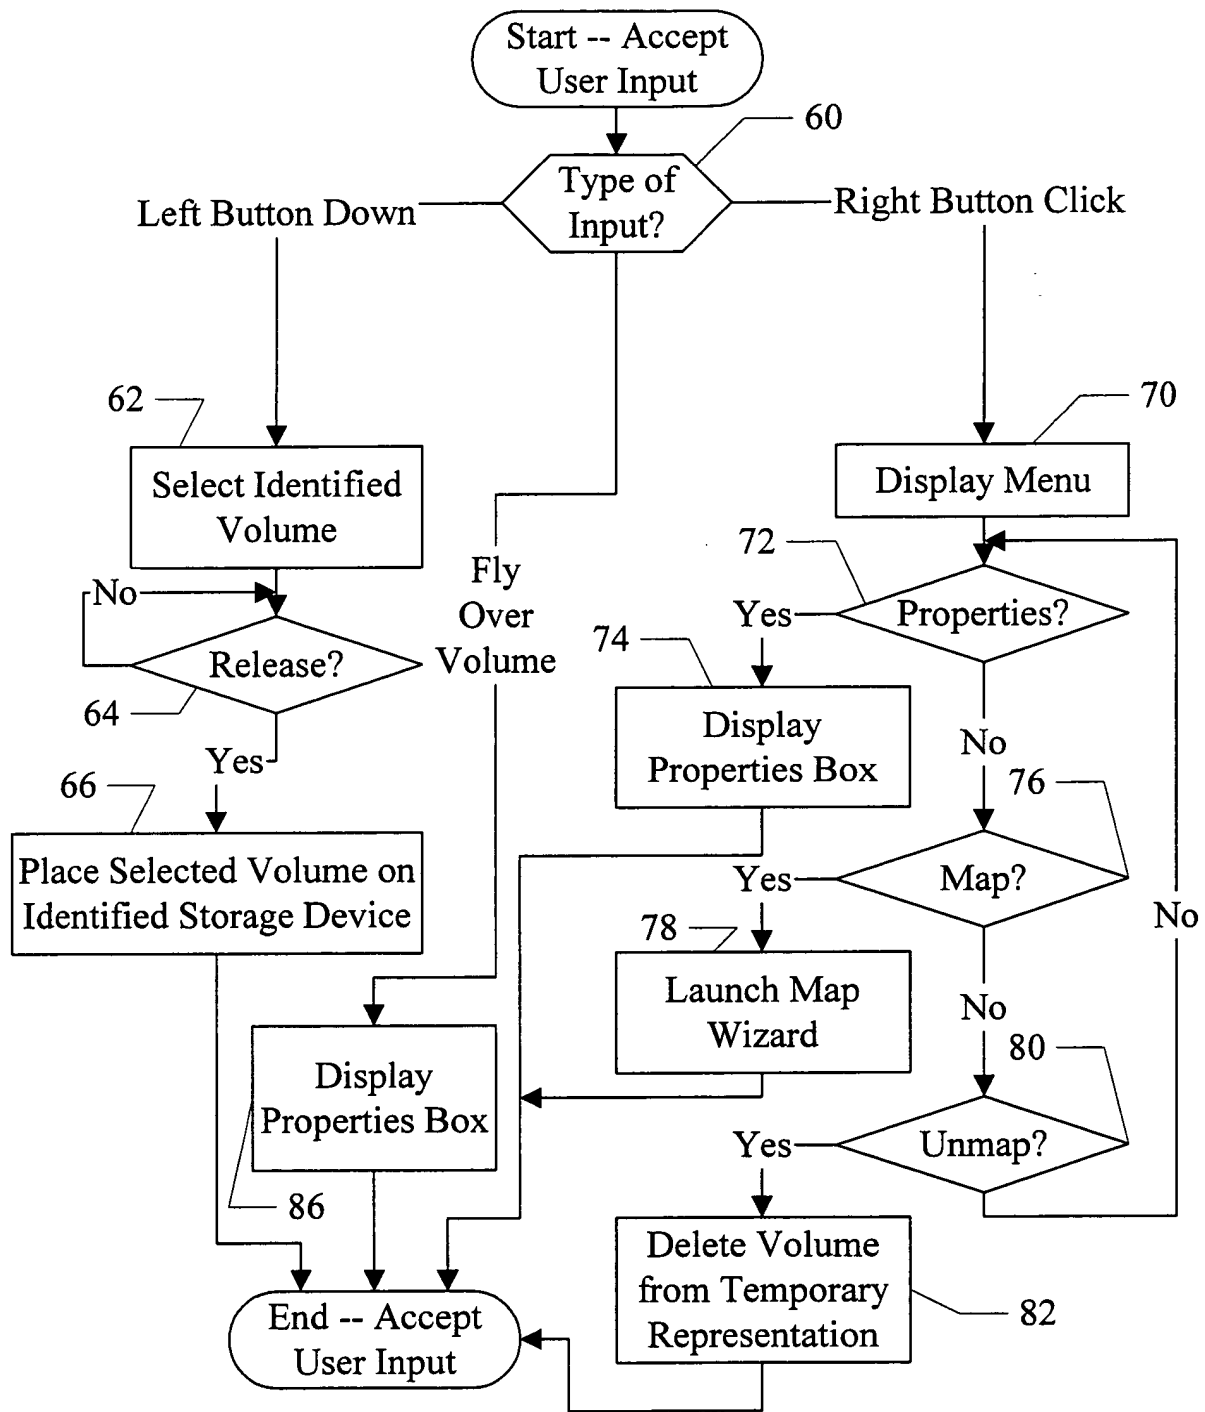 Start -- Accept
User Input
60
Type of
Input?
Left Button Down
Right Button Click
62
70
Select Identified
Volume
Display Menu
72
Fly
Over
Volume
No
Yes
Properties?
74
Release?
64
Display
Properties Box
No
Yes
66
76
Place Selected Volume on
Identified Storage Device
Yes
Map?
No
78
Launch Map
Wizard
No
80
Display
Properties Box
Yes
Unmap?
86
Delete Volume
from Temporary
Representation
82
End -- Accept
User Input